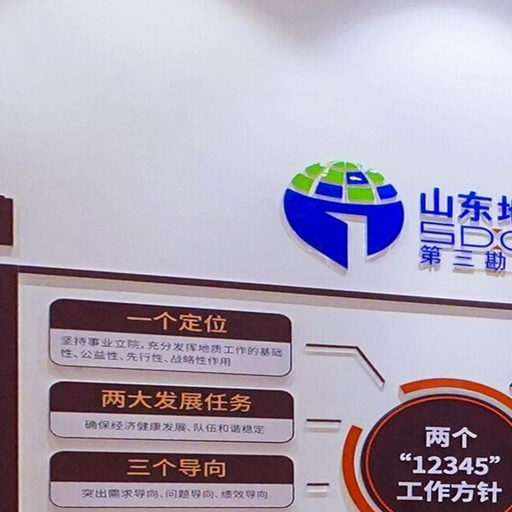 山东地
SD
第三勘
一个定位
坚持事业立院，充分发挥地质工作的基础
性、公益性、先行性、战略性作用
两大发展任务
确保经济健康发展、队伍和谐稳定
三个导向
突出需求导向、问题导向、绩效导向
两个
“12345”
工作方针